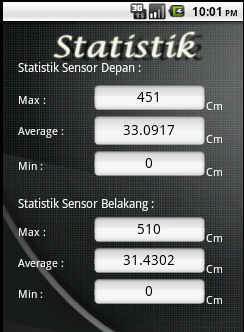 3G 10:01 PM
Statistik
Statistik Sensor Depan :
Max : 451 Cm
Average : 33.0917 Cm
Min : 0 Cm
Statistik Sensor Belakang :
Max : 510 Cm
Average : 31.4302 Cm
Min : 0 Cm